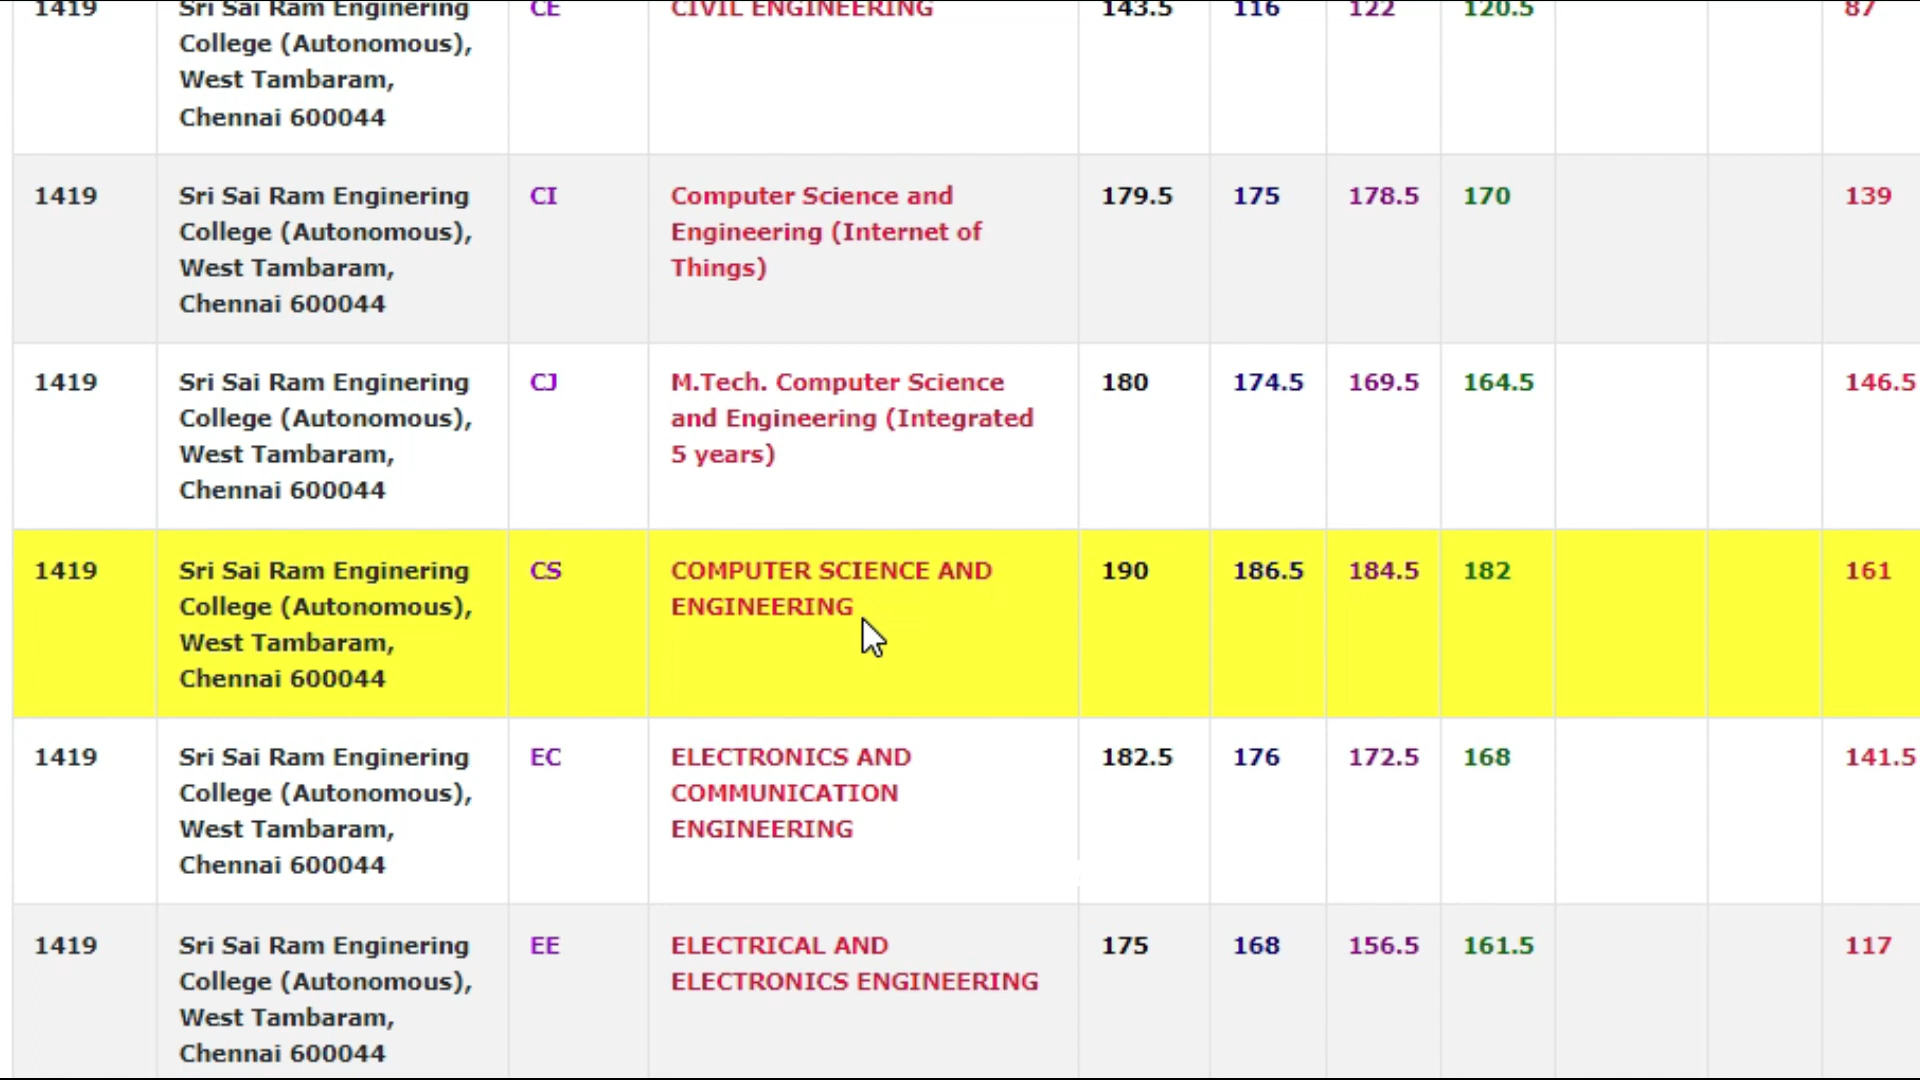 1419 Sri Sai Ram Enginering CE CIVIL ENGINEERING 143.5 116 122 120.5 87
College (Autonomous),
West Tambaram,
Chennai 600044
1419 Sri Sai Ram Enginering CI Computer Science and 179.5 175 178.5 170 139
College (Autonomous), Engineering (Internet of
West Tambaram, Things)
Chennai 600044
1419 Sri Sai Ram Enginering CJ M.Tech. Computer Science 180 174.5 169.5 164.5 146.5
College (Autonomous), and Engineering (Integrated
West Tambaram, 5 years)
Chennai 600044
1419 Sri Sai Ram Enginering CS COMPUTER SCIENCE AND 190 186.5 184.5 182 161
College (Autonomous), ENGINEERING
West Tambaram,
Chennai 600044
1419 Sri Sai Ram Enginering EC ELECTRONICS AND 182.5 176 172.5 168 141.5
College (Autonomous), COMMUNICATION
West Tambaram, ENGINEERING
Chennai 600044
1419 Sri Sai Ram Enginering EE ELECTRICAL AND 175 168 156.5 161.5 117
College (Autonomous), ELECTRONICS ENGINEERING
West Tambaram,
Chennai 600044